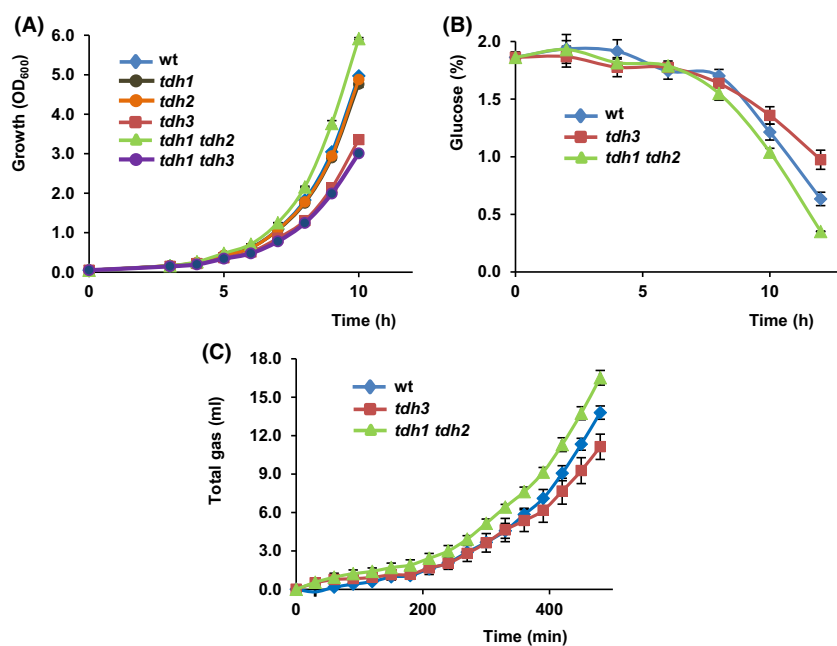 (A)
6.0
5.0
4.0
3.0
2.0
1.0
0.0
Growth (OD600)
wt
tdh1
tdh2
tdh3
tdh1 tdh2
tdh1 tdh3
0
5
10
Time (h)
(B)
2.5
2.0
1.5
1.0
0.5
0.0
Glucose (%)
wt
tdh3
tdh1 tdh2
0
5
10
Time (h)
(C)
18.0
15.0
12.0
9.0
6.0
3.0
0.0
Total gas (ml)
wt
tdh3
tdh1 tdh2
0
200
400
Time (min)